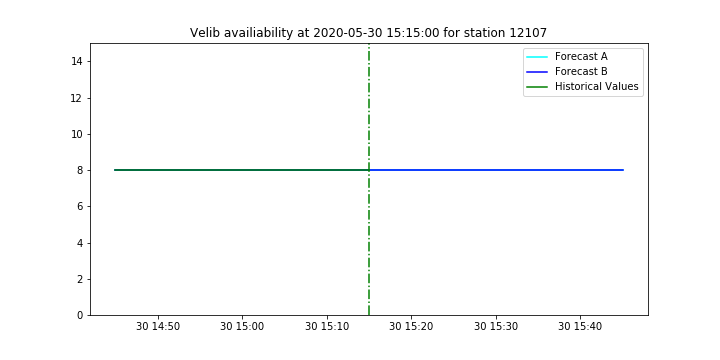 Velib availiability at 2020-05-30 15:15:00 for station 12107
Forecast A
Forecast B
Historical Values
14
12
10
8
6
4
2
0
30 14:50 30 15:00 30 15:10 30 15:20 30 15:30 30 15:40